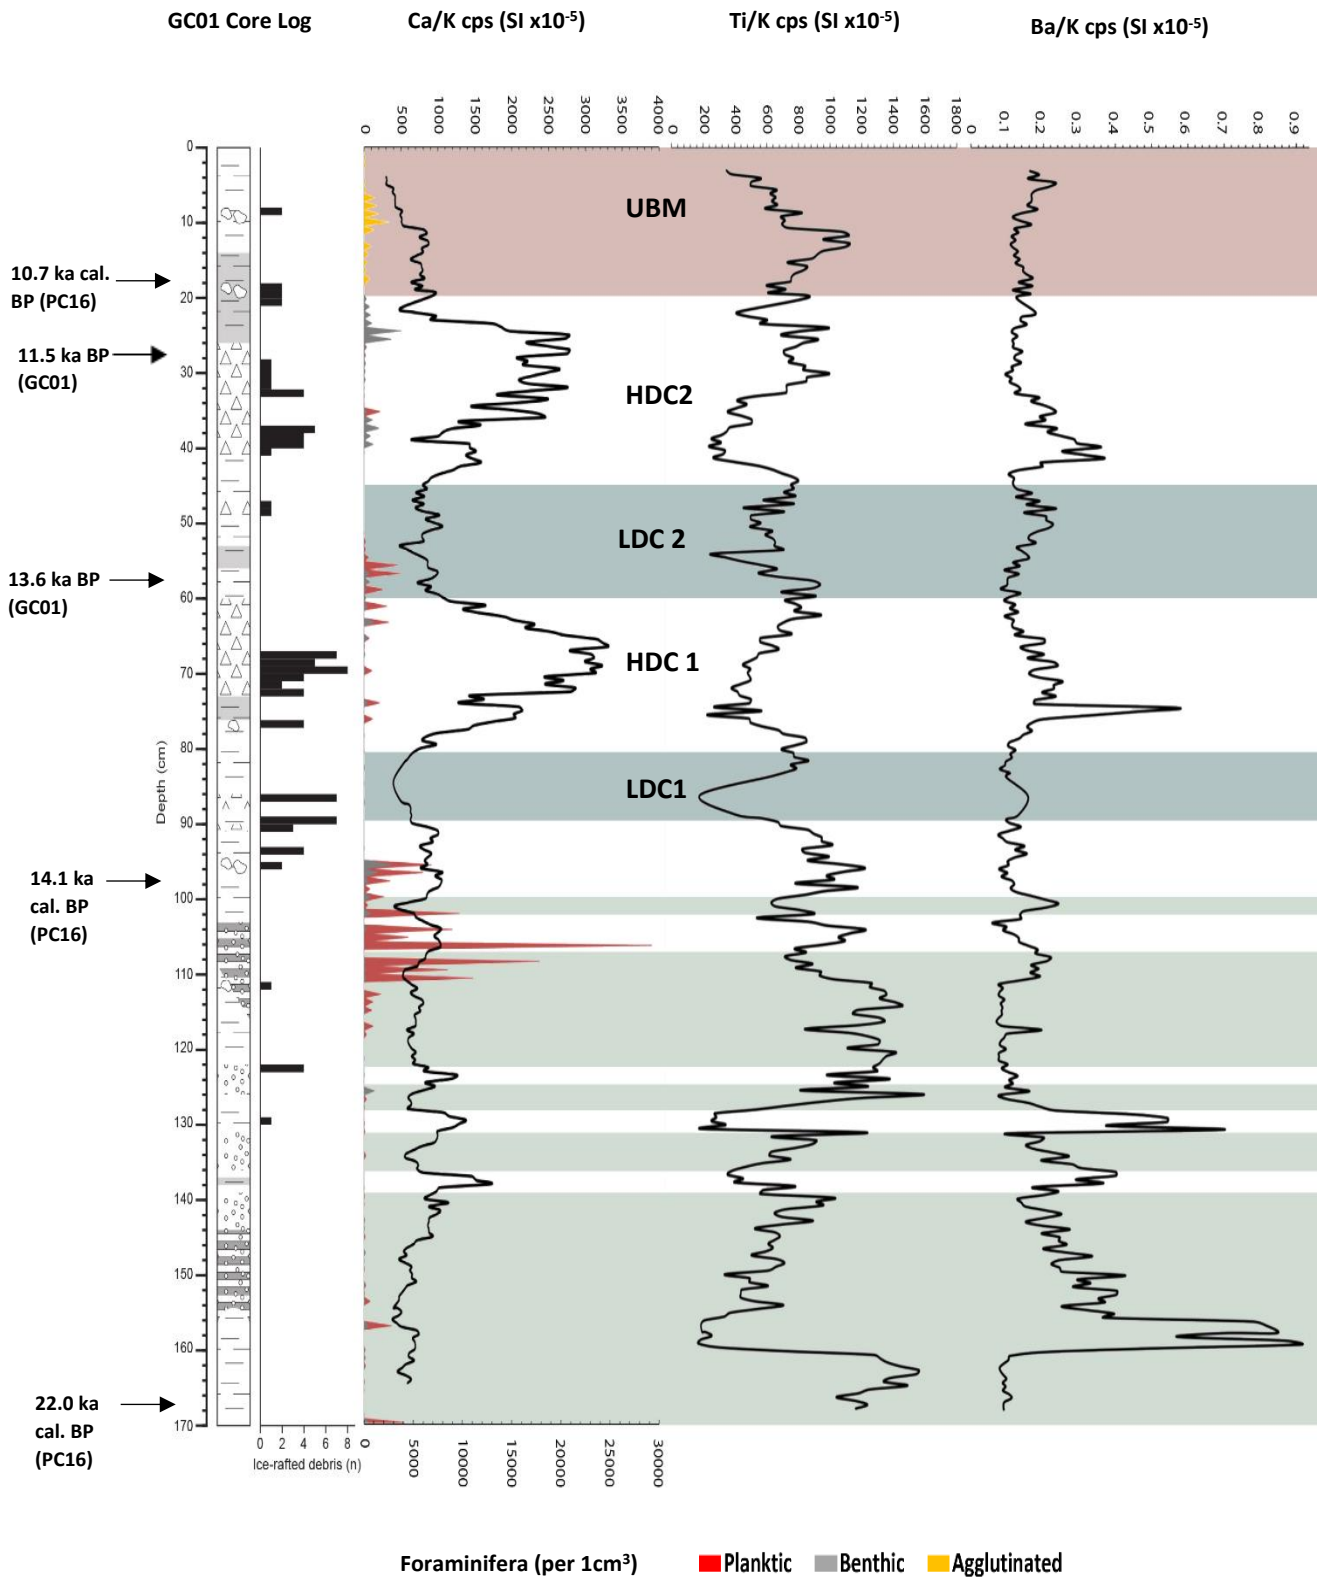 GC01 Core Log
Ca/K cps (SI x10⁻⁵)
Ti/K cps (SI x10⁻⁵)
Ba/K cps (SI x10⁻⁵)
0 500 1000 1500 2000 2500 3000 3500 4000
0 200 400 600 800 1000 1200 1400 1600 1800
0.1 0.2 0.3 0.4 0.5 0.6 0.7 0.8 0.9
0
10
20
30
40
50
60
70
80
90
100
110
120
130
140
150
160
170
Depth (cm)
10.7 ka cal.
BP (PC16)
11.5 ka BP
(GC01)
13.6 ka BP
(GC01)
14.1 ka
cal. BP
(PC16)
22.0 ka
cal. BP
(PC16)
UBM
HDC2
LDC 2
HDC 1
LDC1
0 2 4 6 8
Ice-rafted debris (n)
0 5000 10000 15000 20000 25000 30000
Foraminifera (per 1cm³)
Planktic
Benthic
Agglutinated